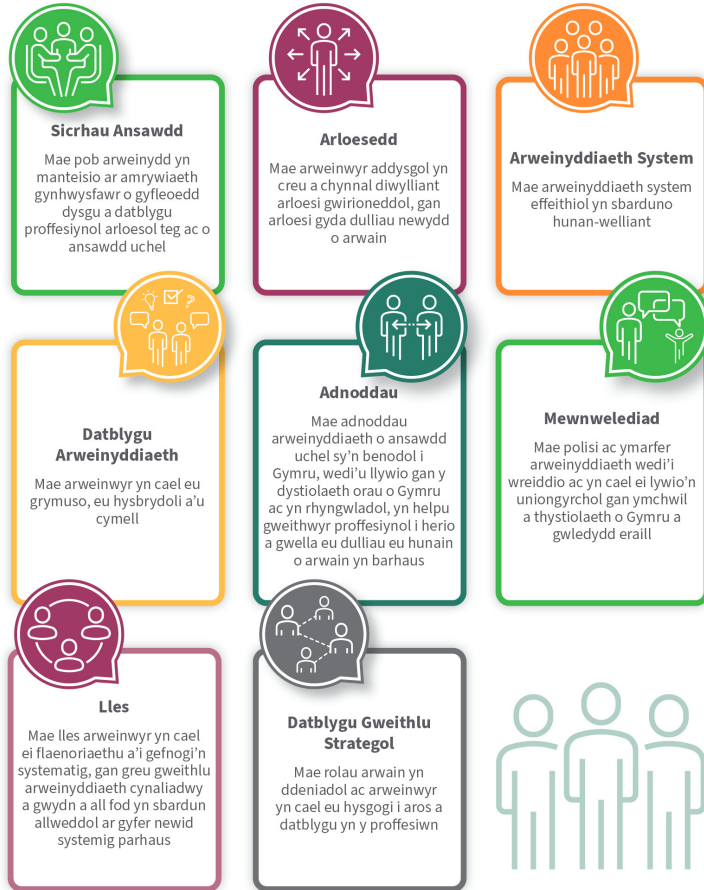 Sicrhau Ansawdd
Mae pob arweinydd yn
manteisio ar amrywiaeth
gynhwysfawr o gyfleoedd
dysgu a datblygu
proffesiynol arloesol teg ac o
ansawdd uchel
Arloesedd
Mae arweinwyr addysgol yn
creu a chynnal diwylliant
arloesi gwirioneddol, gan
arloesi gyda dulliau newydd
o arwain
Arweinyddiaeth System
Mae arweinyddiaeth system
effeithiol yn sbarduno
hunan-welliant
Datblygu
Arweinyddiaeth
Mae arweinwyr yn cael eu
grymuso, eu hysbrydoli a'u
cymell
Adnoddau
Mae adnoddau
arweinyddiaeth o ansawdd
uchel sy'n benodol i
Gymru, wedi'u llywio gan y
dystiolaeth orau o Gymru
ac yn rhyngwladol, yn helpu
gweithwyr proffesiynol i herio
a gwella eu dulliau eu hunain
o arwain yn barhaus
Mewnwelediad
Mae polisi ac ymarfer
arweinyddiaeth wedi'i
wreiddio ac yn cael ei lywio'n
uniongyrchol gan ymchwil
a thystiolaeth o Gymru a
gwledydd eraill
Lles
Mae lles arweinwyr yn cael
ei flaenoriaethu a'i gefnogi'n
systematig, gan greu gweithlu
arweinyddiaeth cynaliadwy
a gwydn a all fod yn sbardun
allweddol ar gyfer newid
systemig parhaus
Datblygu Gweithlu
Strategol
Mae rolau arwain yn
ddeniadol ac arweinwyr
yn cael eu hysgogi i aros a
datblygu yn y proffesiwn